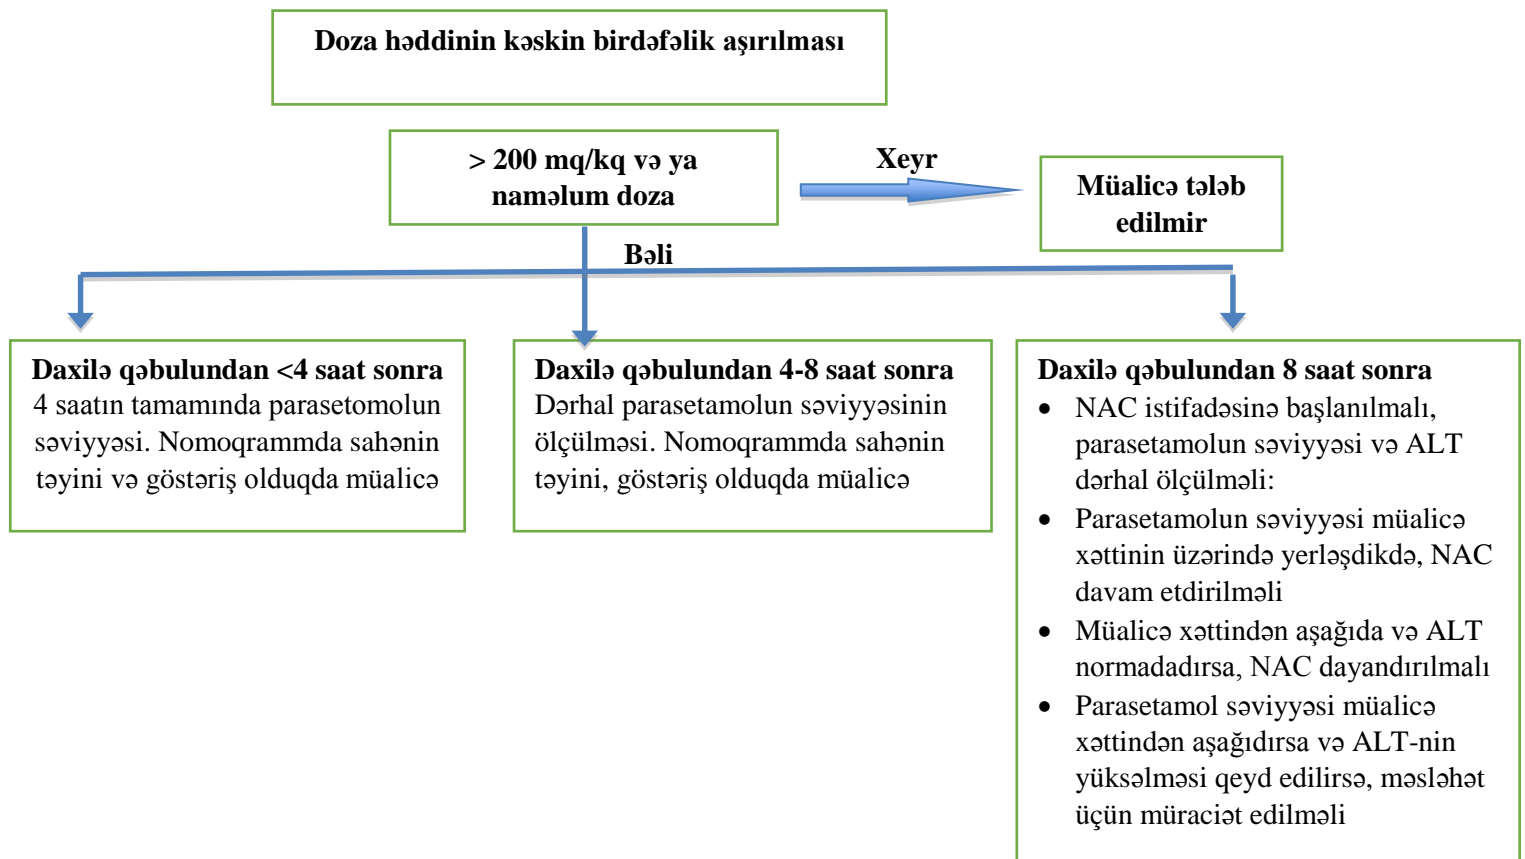 Doza həddinin kəskin birdəfəlik aşırılması
> 200 mq/kq və ya
naməlum doza
Xeyr
Müalicə tələb
edilmir
Bəli
Daxilə qəbulundan <4 saat sonra
4 saatın tamamında parasetomolun
səviyyəsi. Nomoqrammda sahənin
təyini və göstəriş olduqda müalicə
Daxilə qəbulundan 4-8 saat sonra
Dərhal parasetamolun səviyyəsinin
ölçülməsi. Nomoqrammda sahənin
təyini, göstəriş olduqda müalicə
Daxilə qəbulundan 8 saat sonra
• NAC istifadəsinə başlanılmalı,
parasetamolun səviyyəsi və ALT
dərhal ölçülməli:
• Parasetamolun səviyyəsi müalicə
xəttinin üzərində yerləşdikdə, NAC
davam etdirilməli
• Müalicə xəttindən aşağıda və ALT
normadadırsa, NAC dayandırılmalı
• Parasetamol səviyyəsi müalicə
xəttindən aşağıdırsa və ALT-nin
yüksəlməsi qeyd edilirsə, məsləhət
üçün müraciət edilməli